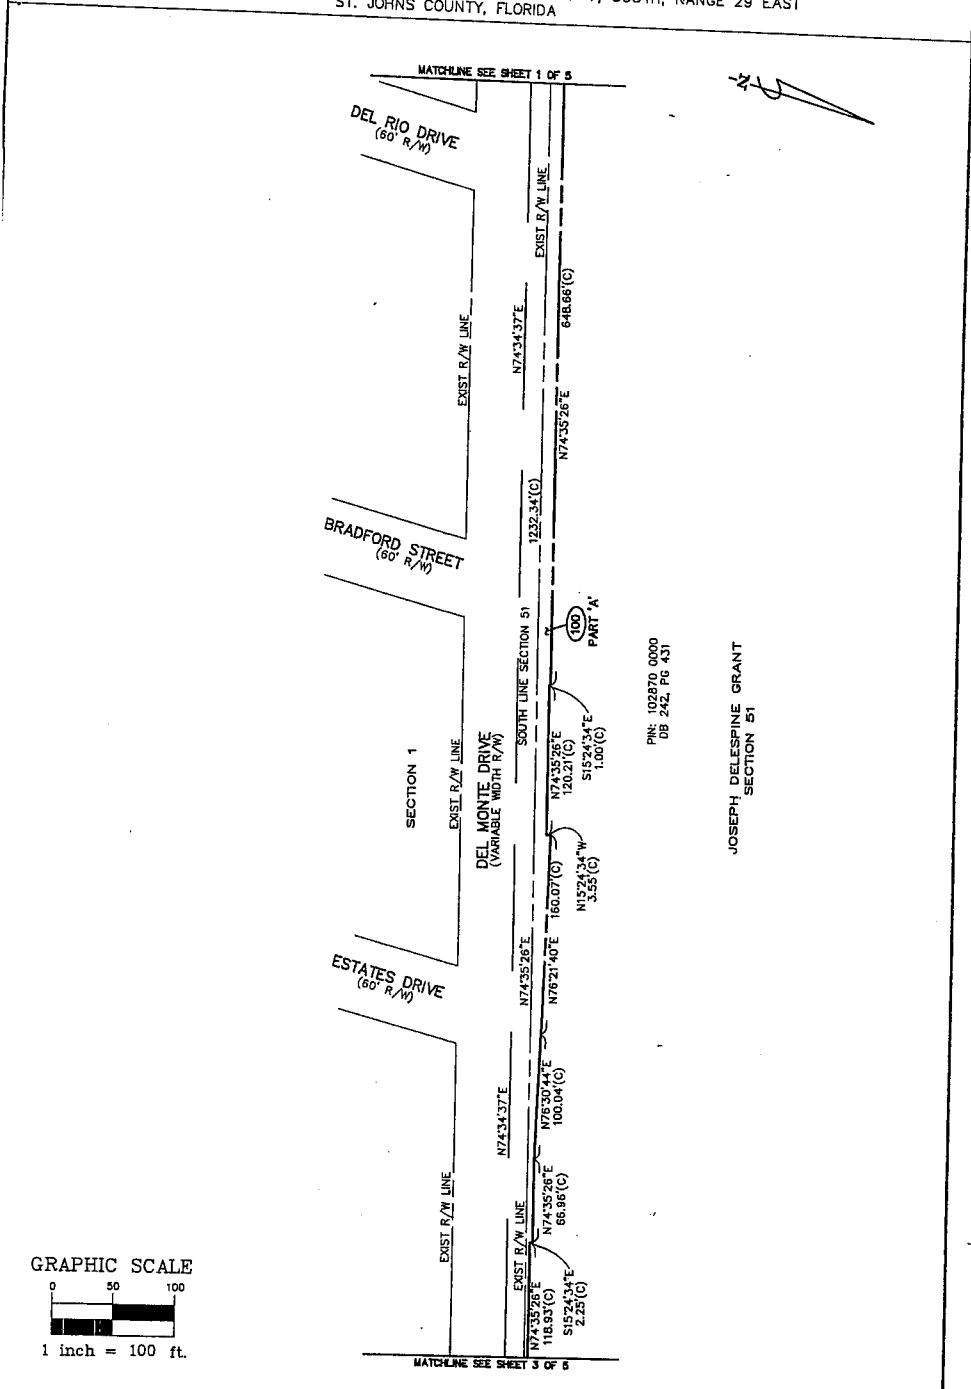 ST. JOHNS COUNTY, FLORIDA
SOUTH, RANGE 29 EAST
MATCHLINE SEE SHEET 1 OF 5
DEL RIO DRIVE
(60' R/W)
EXIST R/W LINE
648.66'(C)
N74°34'37"E
EXIST R/W LINE
N74°35'26"E
1232.34'(C)
BRADFORD STREET
(60' R/W)
100
PART 'A'
SOUTH LINE SECTION 51
PIN: 102870 0000
DB 242, PG 431
JOSEPH DELESPINE GRANT
SECTION 51
S15°24'34"E
1.00'(C)
N74°35'26"E
120.21'(C)
SECTION 1
EXIST R/W LINE
DEL MONTE DRIVE
(VARIABLE WIDTH R/W)
N15°24'34"W
3.55'(C)
160.07'(C)
N76°21'40"E
N74°35'26"E
ESTATES DRIVE
(60' R/W)
N76°30'44"E
100.04'(C)
N74°34'37"E
N74°35'26"E
66.96'(C)
EXIST R/W LINE
EXIST R/W LINE
N74°35'26"E
118.93'(C)
S15°24'34"E
2.25'(C)
GRAPHIC SCALE
0 50 100
1 inch = 100 ft.
MATCHLINE SEE SHEET 3 OF 5